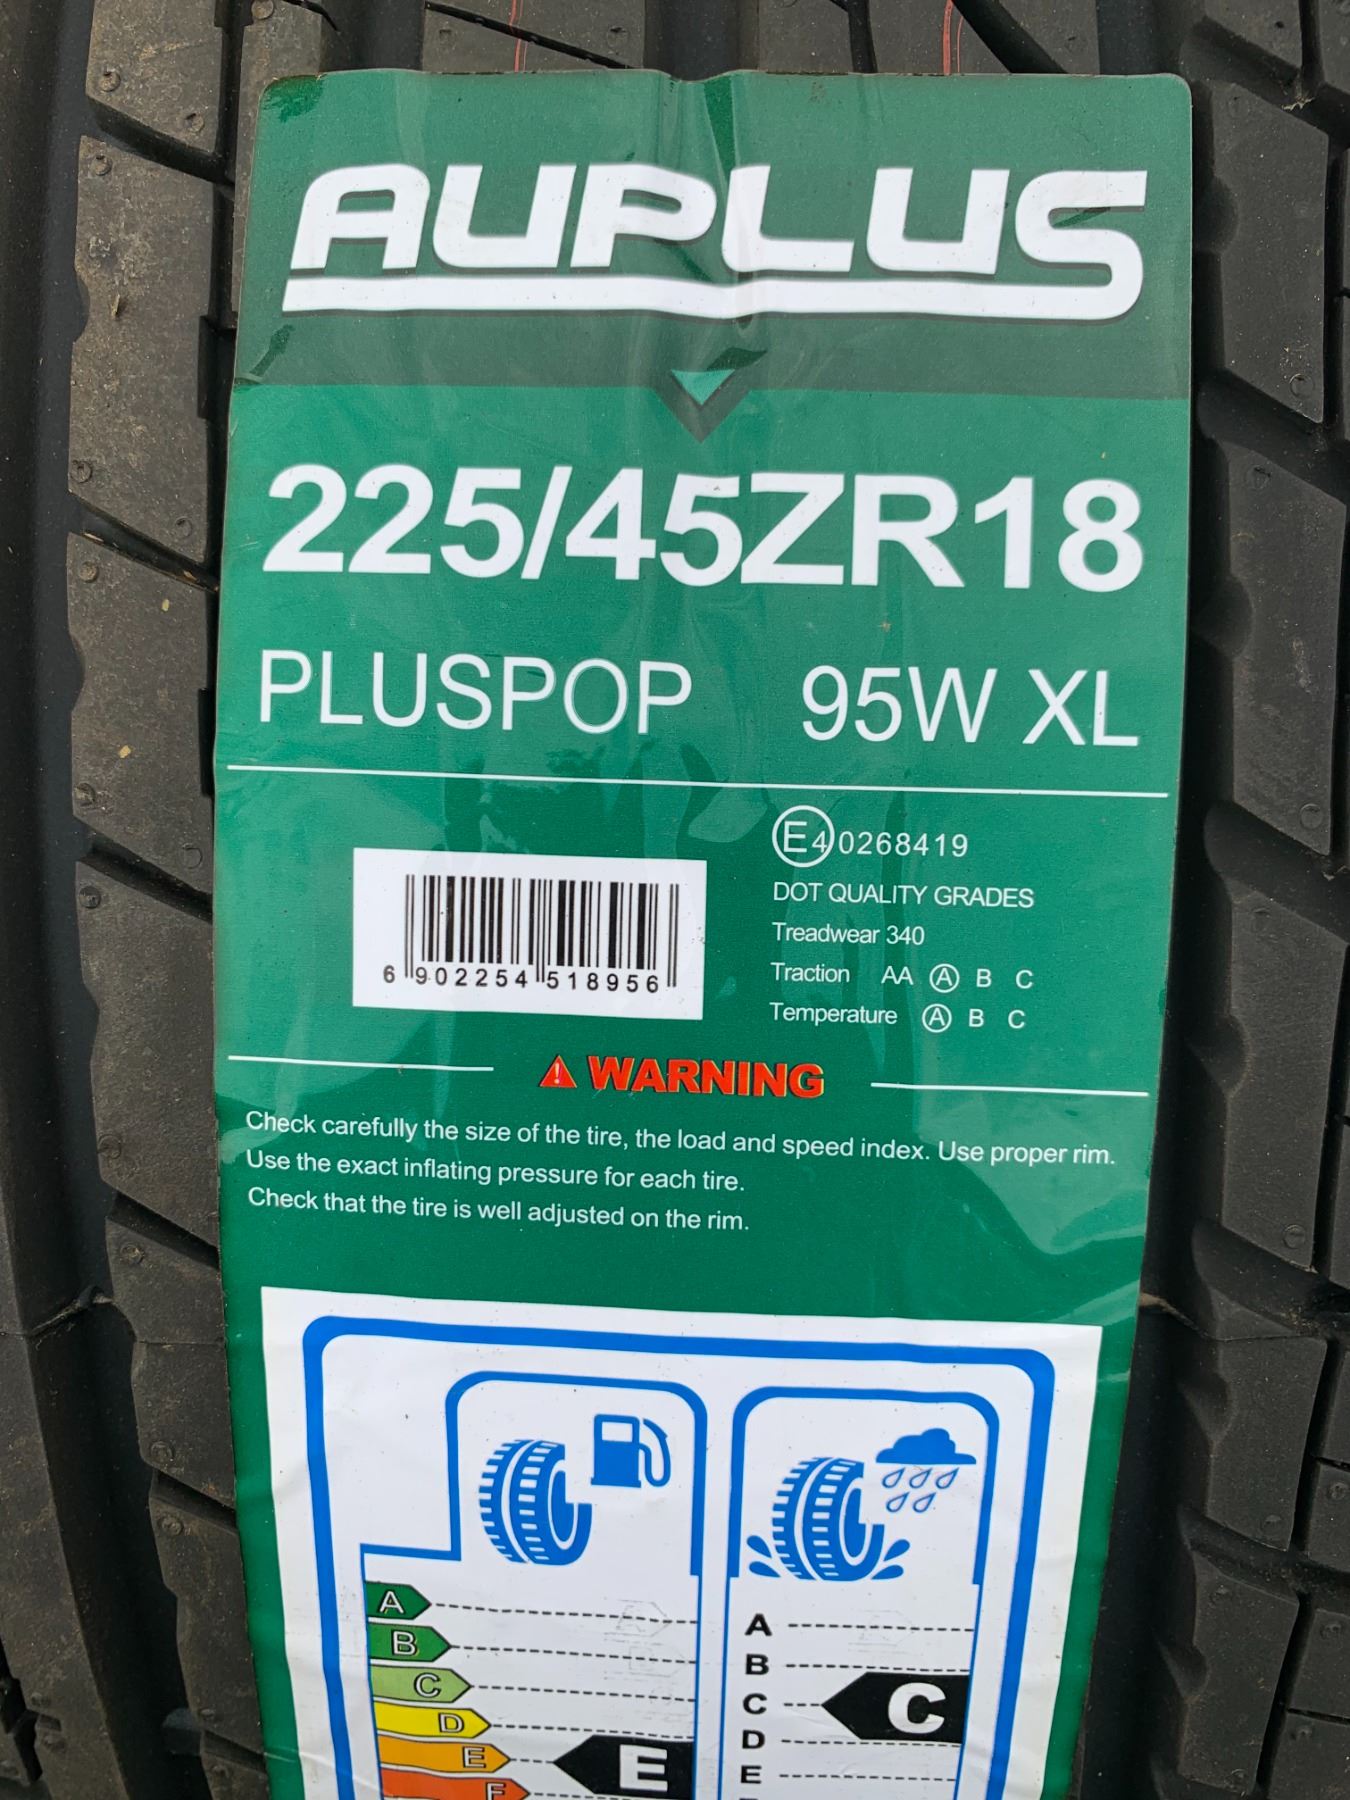 AUPLUS
225/45ZR18
PLUSPOP 95W XL
E4 0268419
DOT QUALITY GRADES
Treadwear 340
Traction AA A B C
Temperature A B C
6 902254 518956
WARNING
Check carefully the size of the tire, the load and speed index. Use proper rim.
Use the exact inflating pressure for each tire.
Check that the tire is well adjusted on the rim.
A
B
C
D
E E
F
A
B
C C
D
E